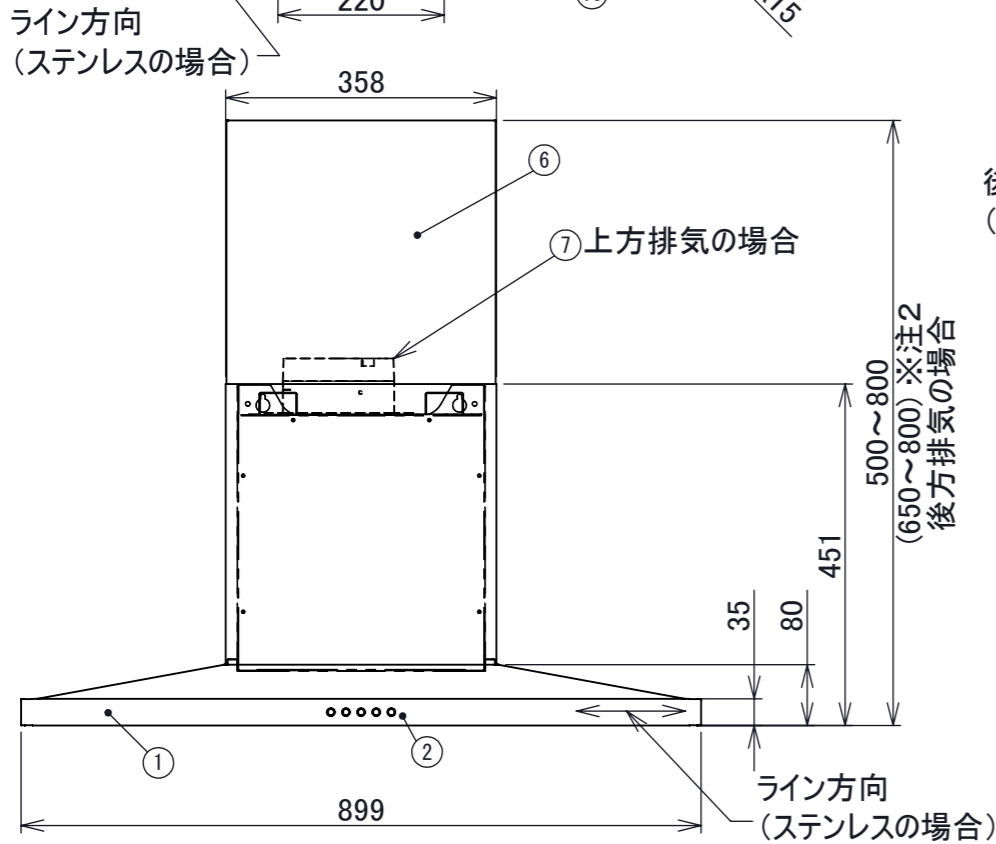 220
15
ライン方向
（ステンレスの場合）
358
⑥
⑦上方排気の場合
500～800
(650～800)※注2
後方排気の場合
451
35
80
①
②
899
ライン方向
（ステンレスの場合）